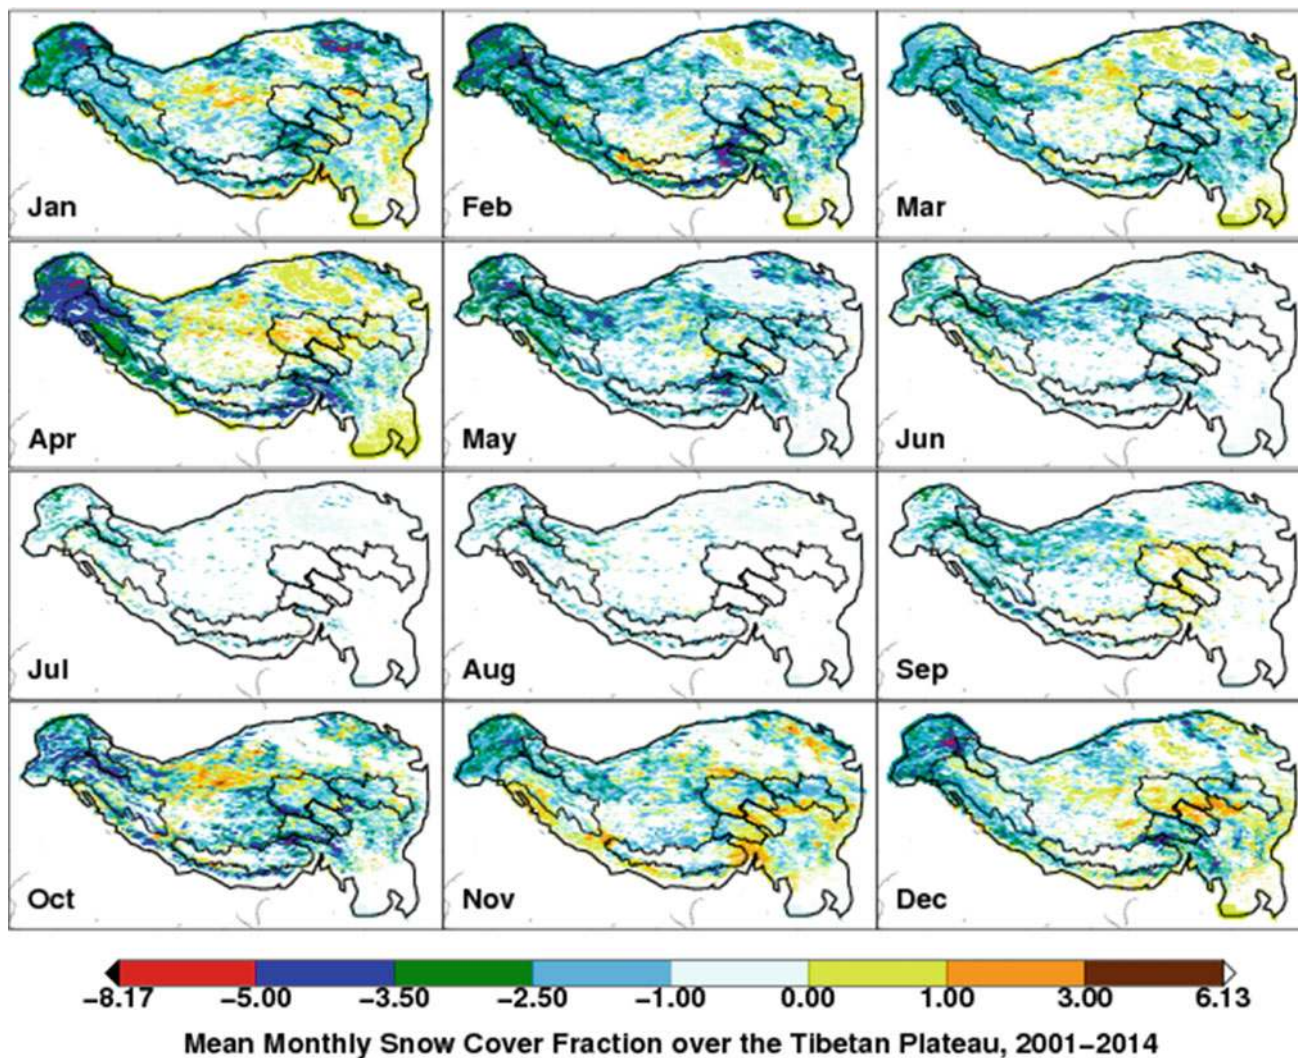 Jan
Feb
Mar
Apr
May
Jun
Jul
Aug
Sep
Oct
Nov
Dec
−8.17 −5.00 −3.50 −2.50 −1.00 0.00 1.00 3.00 6.13
Mean Monthly Snow Cover Fraction over the Tibetan Plateau, 2001−2014